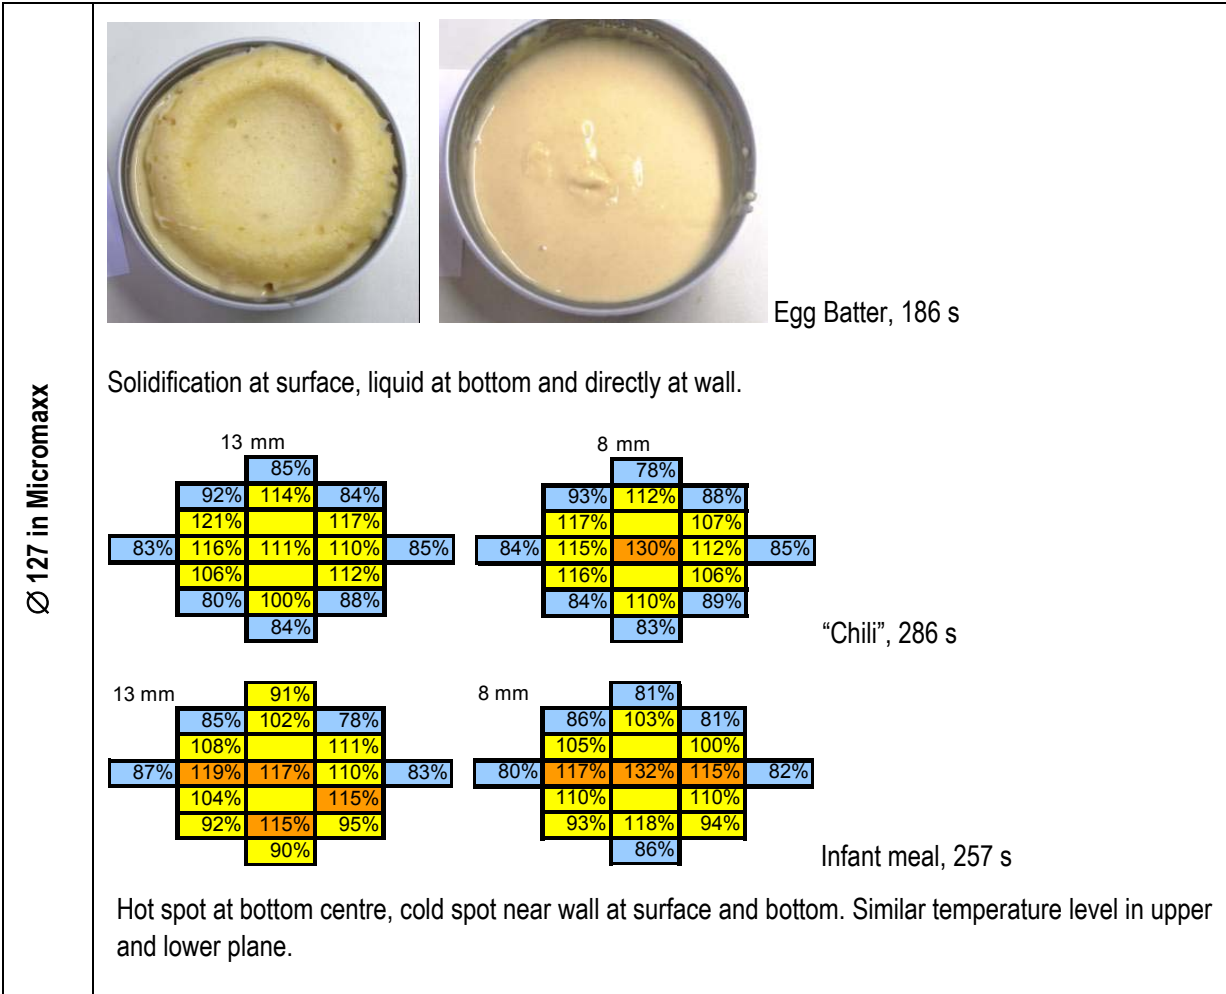 Ø 127 in Micromaxx
Egg Batter, 186 s
Solidification at surface, liquid at bottom and directly at wall.
13 mm
85%
92% 114% 84%
121% 117%
83% 116% 111% 110% 85%
106% 112%
80% 100% 88%
84%
8 mm
78%
93% 112% 88%
117% 107%
84% 115% 130% 112% 85%
116% 106%
84% 110% 89%
83%
“Chili”, 286 s
13 mm
91%
85% 102% 78%
108% 111%
87% 119% 117% 110% 83%
104% 115%
92% 115% 95%
90%
8 mm
81%
86% 103% 81%
105% 100%
80% 117% 132% 115% 82%
110% 110%
93% 118% 94%
86%
Infant meal, 257 s
Hot spot at bottom centre, cold spot near wall at surface and bottom. Similar temperature level in upper
and lower plane.